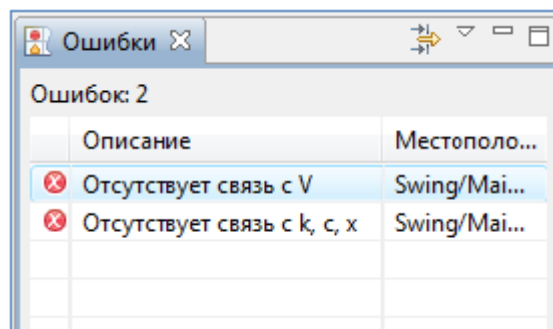 Ошибки
Ошибок: 2
Описание Местополо...
Отсутствует связь с V Swing/Mai...
Отсутствует связь с k, c, x Swing/Mai...